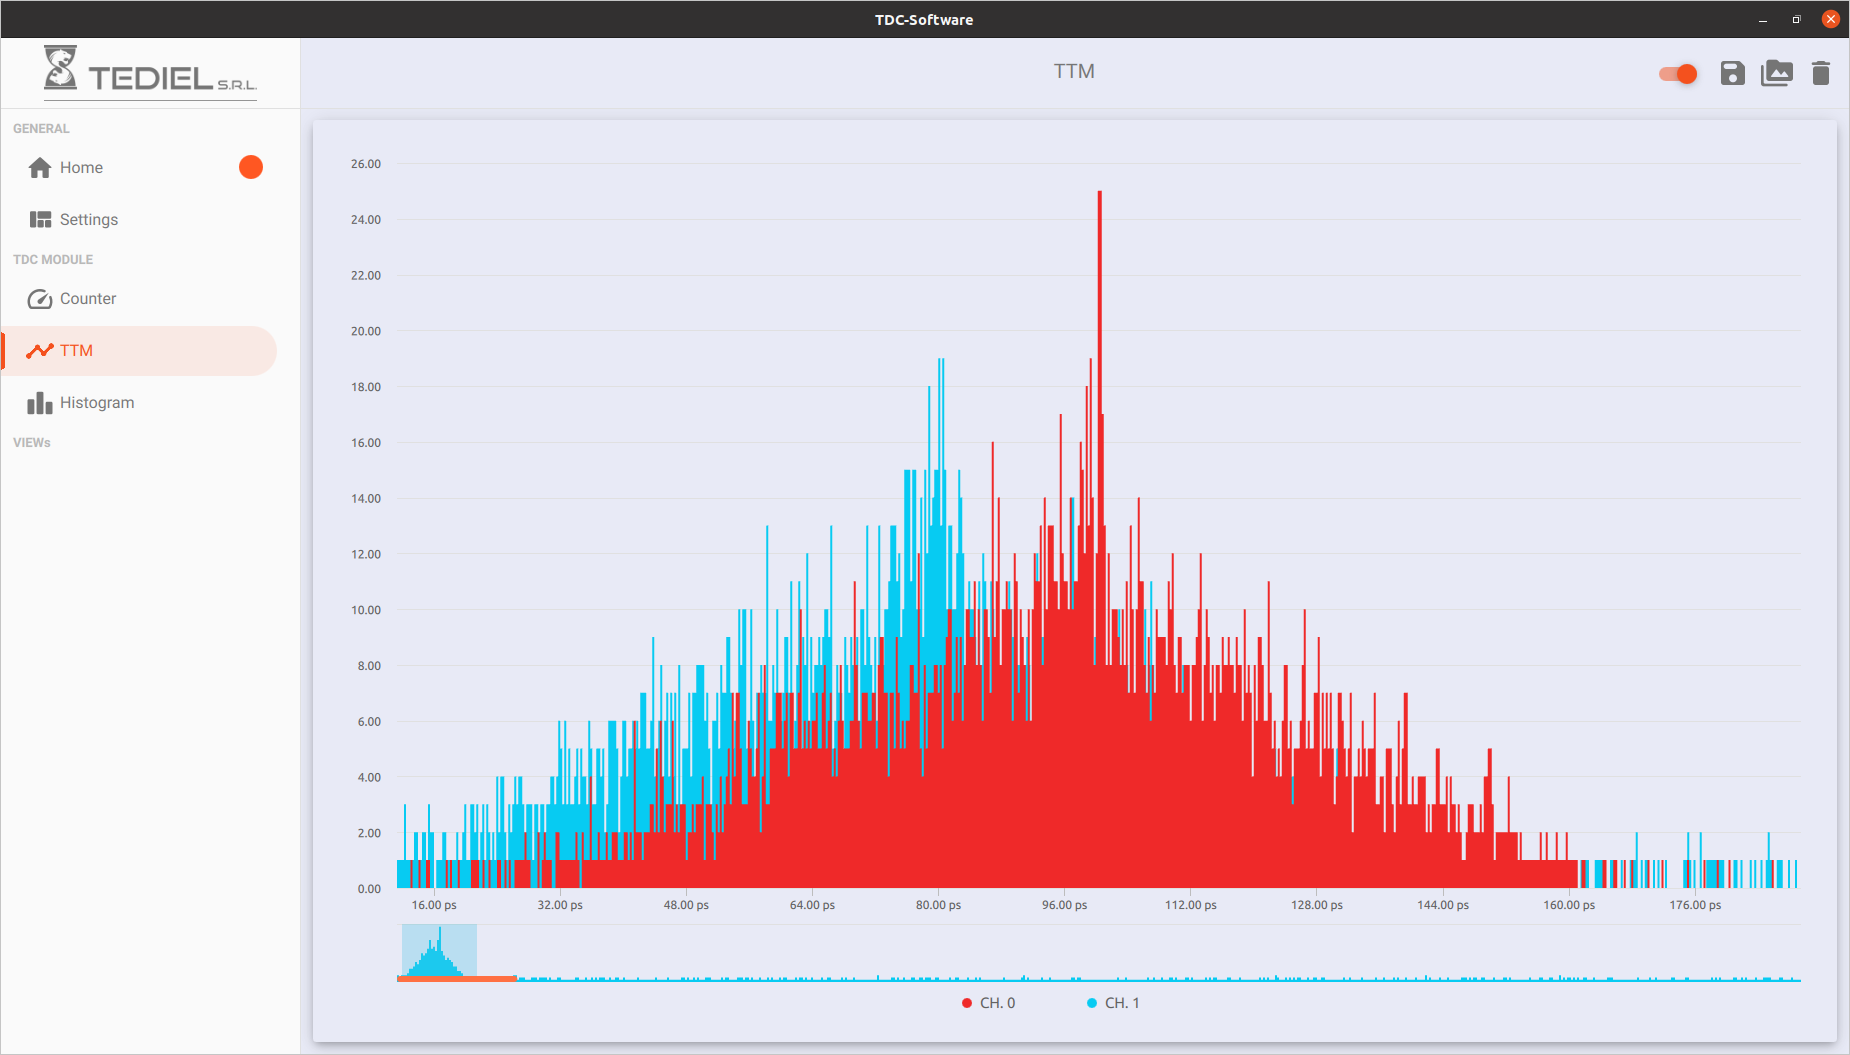 TDC-Software
TEDIEL S.R.L.
TTM
GENERAL
Home
Settings
TDC MODULE
Counter
TTM
Histogram
VIEWs
26.00
24.00
22.00
20.00
18.00
16.00
14.00
12.00
10.00
8.00
6.00
4.00
2.00
0.00
16.00 ps 32.00 ps 48.00 ps 64.00 ps 80.00 ps 96.00 ps 112.00 ps 128.00 ps 144.00 ps 160.00 ps 176.00 ps
CH. 0 CH. 1